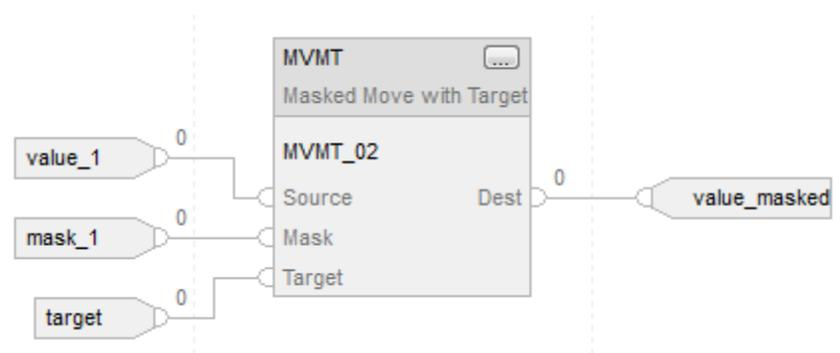 MVMT
...
Masked Move with Target
MVMT_02
value_1
0
Source
Dest
0
value_masked
mask_1
0
Mask
target
0
Target